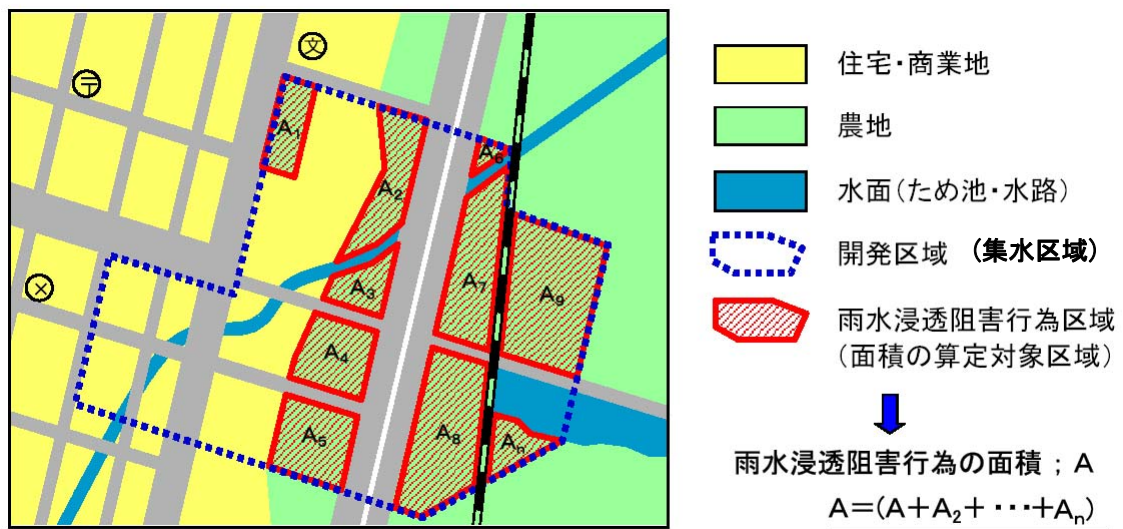 A₁
A₂
A₃
A₄
A₅
A₆
A₇
A₈
A₉
Aₙ
文
〒
×
住宅・商業地
農地
水面(ため池・水路)
開発区域 (集水区域)
雨水浸透阻害行為区域
(面積の算定対象区域)
雨水浸透阻害行為の面積 ; A
A=(A+A₂+ ・・・+Aₙ)